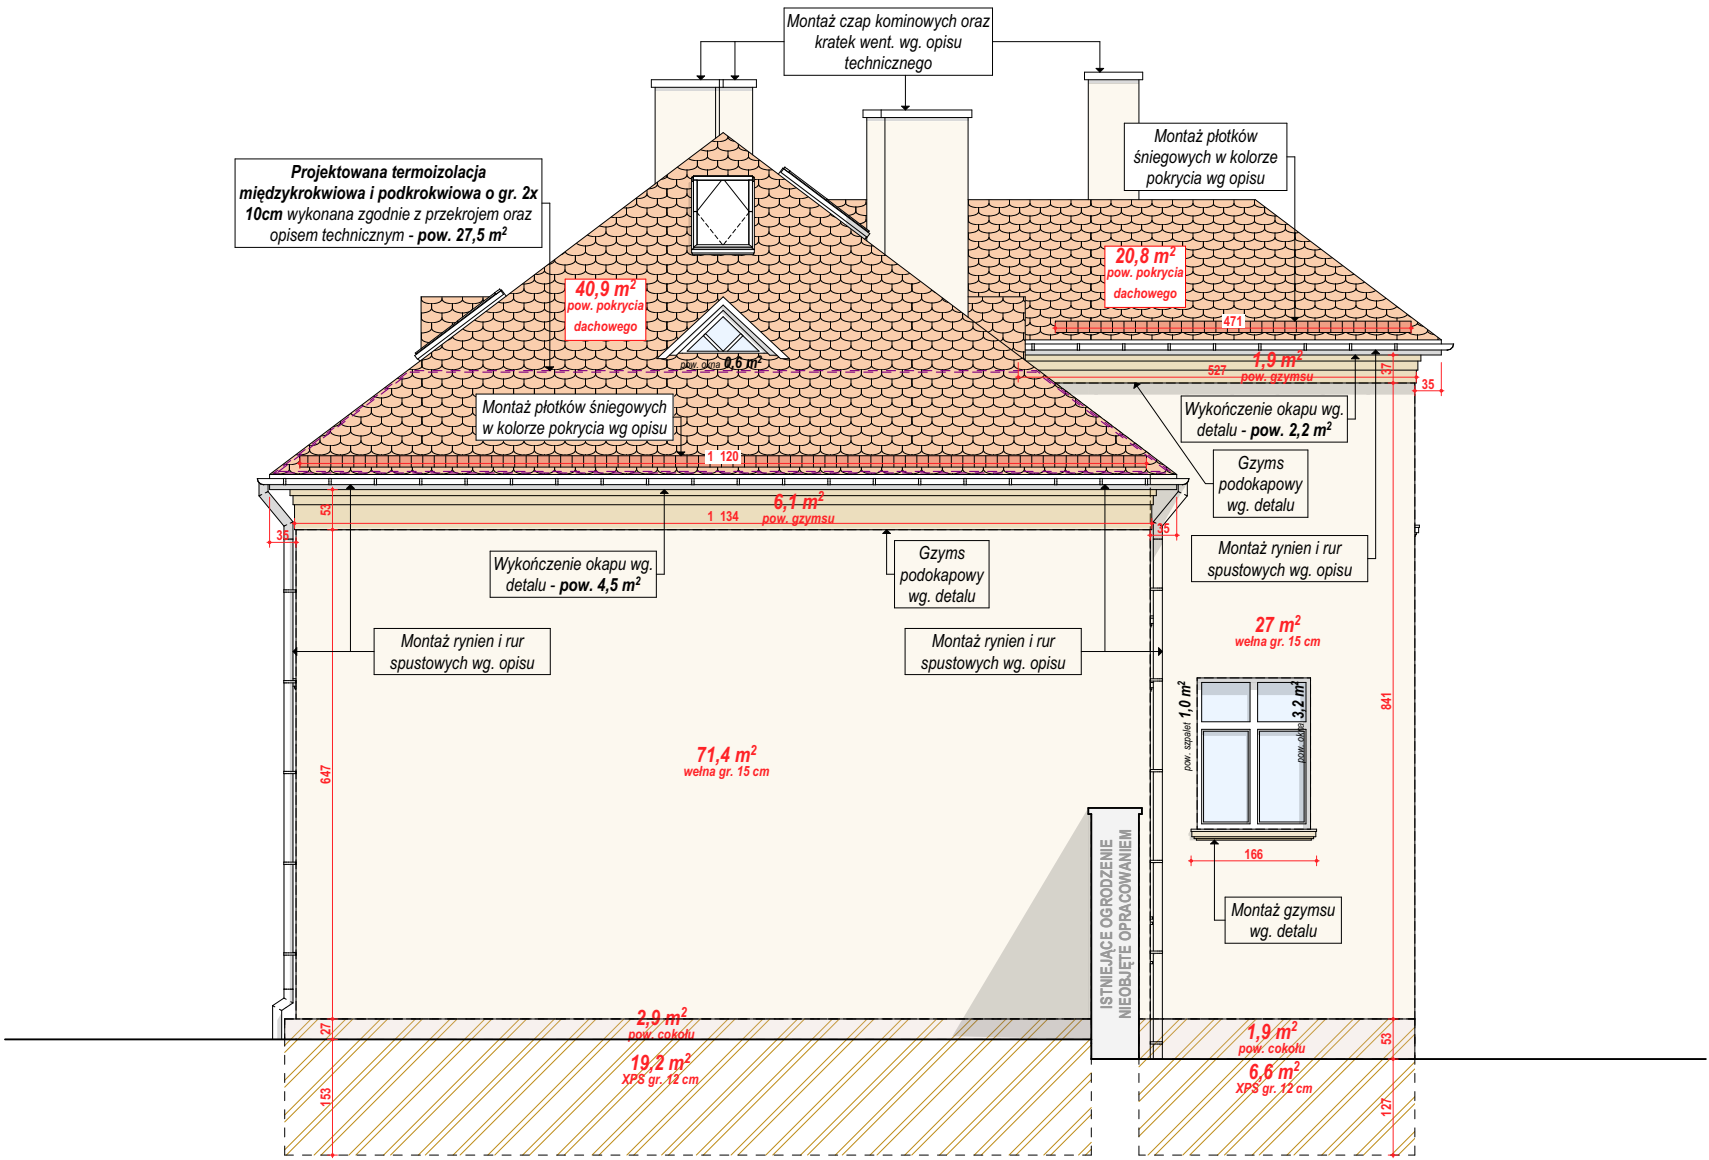 Montaż czap kominowych oraz
kratek went. wg. opisu
technicznego
Montaż płotków
śniegowych w kolorze
pokrycia wg opisu
Projektowana termoizolacja
międzykrokwiowa i podkrokwiowa o gr. 2x
10cm wykonana zgodnie z przekrojem oraz
opisem technicznym - pow. 27,5 m²
40,9 m²
pow. pokrycia
dachowego
20,8 m²
pow. pokrycia
dachowego
471
pow. okna 0,6 m²
1,9 m²
527 pow. gzymsu
37
35
Montaż płotków śniegowych
w kolorze pokrycia wg opisu
Wykończenie okapu wg.
detalu - pow. 2,2 m²
1 120
Gzyms
podokapowy
wg. detalu
53
6,1 m²
1 134 pow. gzymsu
35
35
Wykończenie okapu wg.
detalu - pow. 4,5 m²
Gzyms
podokapowy
wg. detalu
Montaż rynien i rur
spustowych wg. opisu
Montaż rynien i rur
spustowych wg. opisu
Montaż rynien i rur
spustowych wg. opisu
27 m²
wełna gr. 15 cm
pow. szpalet 1,0 m²
pow. okna 3,2 m²
841
647
71,4 m²
wełna gr. 15 cm
166
ISTNIEJĄCE OGRODZENIE
NIEOBJĘTE OPRACOWANIEM
Montaż gzymsu
wg. detalu
27
2,9 m²
pow. cokołu
1,9 m²
pow. cokołu
53
19,2 m²
XPS gr. 12 cm
6,6 m²
XPS gr. 12 cm
153
127